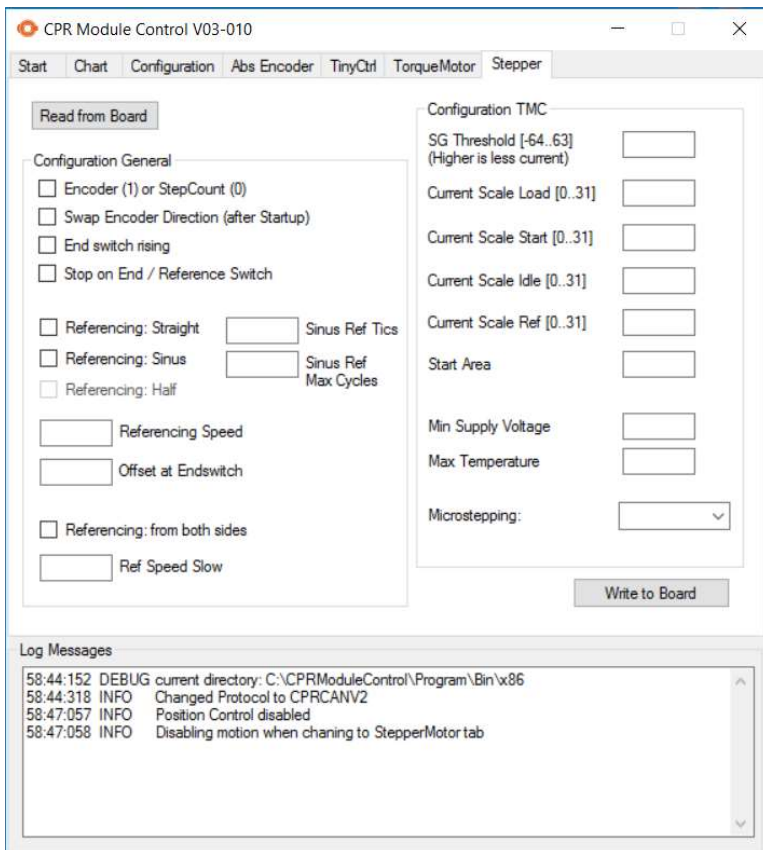 CPR Module Control V03-010
Start Chart Configuration Abs Encoder TinyCtrl TorqueMotor Stepper
Read from Board
Configuration General
Encoder (1) or StepCount (0)
Swap Encoder Direction (after Startup)
End switch rising
Stop on End / Reference Switch
Referencing: Straight
Sinus Ref Tics
Referencing: Sinus
Sinus Ref
Max Cycles
Referencing: Half
Referencing Speed
Offset at Endswitch
Referencing: from both sides
Ref Speed Slow
Configuration TMC
SG Threshold [-64..63]
(Higher is less current)
Current Scale Load [0..31]
Current Scale Start [0..31]
Current Scale Idle [0..31]
Current Scale Ref [0..31]
Start Area
Min Supply Voltage
Max Temperature
Microstepping:
Write to Board
Log Messages
58:44:152 DEBUG current directory: C:\CPRModuleControl\Program\Bin\x86
58:44:318 INFO Changed Protocol to CPRCANV2
58:47:057 INFO Position Control disabled
58:47:058 INFO Disabling motion when chaning to StepperMotor tab